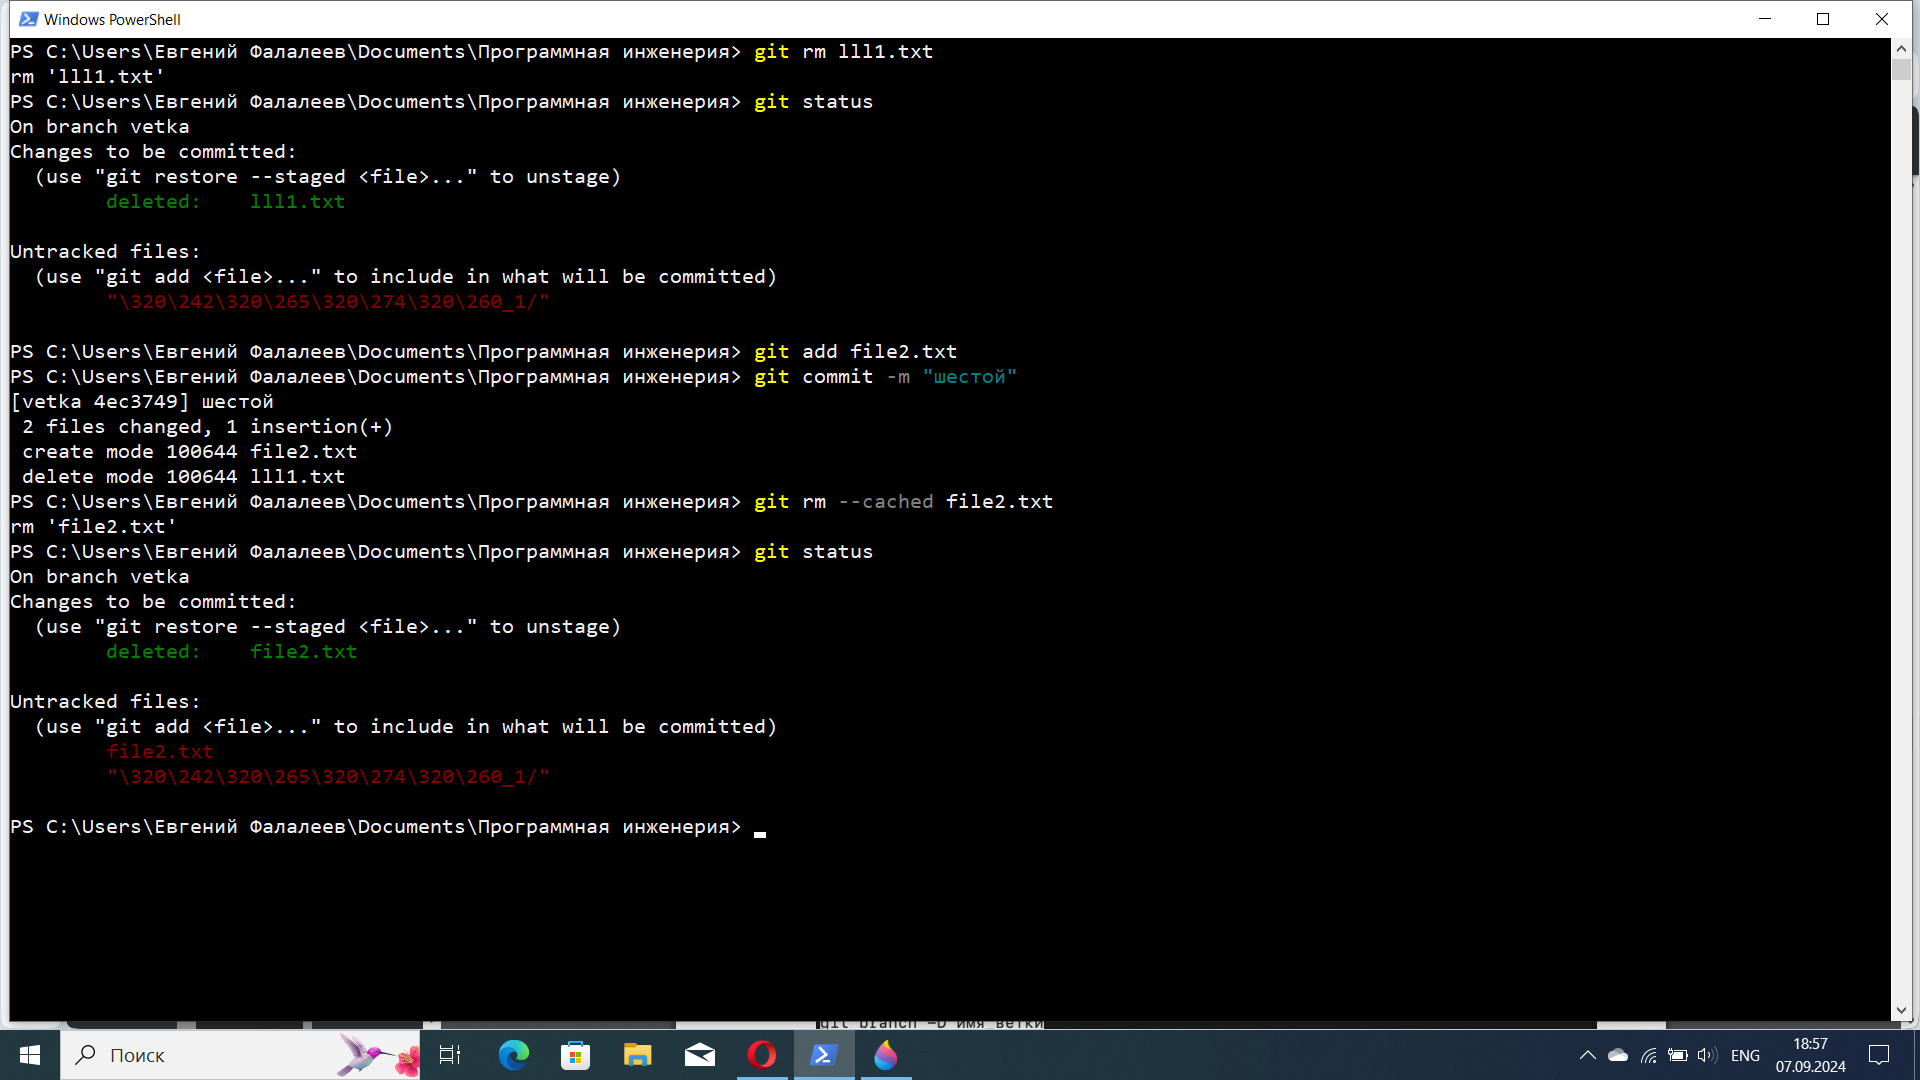 Windows PowerShell
PS C:\Users\Евгений Фалалеев\Documents\Программная инженерия> git rm lll1.txt
rm 'lll1.txt'
PS C:\Users\Евгений Фалалеев\Documents\Программная инженерия> git status
On branch vetka
Changes to be committed:
  (use "git restore --staged <file>..." to unstage)
        deleted:    lll1.txt

Untracked files:
  (use "git add <file>..." to include in what will be committed)
        "\320\242\320\265\320\274\320\260_1/"

PS C:\Users\Евгений Фалалеев\Documents\Программная инженерия> git add file2.txt
PS C:\Users\Евгений Фалалеев\Documents\Программная инженерия> git commit -m "шестой"
[vetka 4ec3749] шестой
 2 files changed, 1 insertion(+)
 create mode 100644 file2.txt
 delete mode 100644 lll1.txt
PS C:\Users\Евгений Фалалеев\Documents\Программная инженерия> git rm --cached file2.txt
rm 'file2.txt'
PS C:\Users\Евгений Фалалеев\Documents\Программная инженерия> git status
On branch vetka
Changes to be committed:
  (use "git restore --staged <file>..." to unstage)
        deleted:    file2.txt

Untracked files:
  (use "git add <file>..." to include in what will be committed)
        file2.txt
        "\320\242\320\265\320\274\320\260_1/"

PS C:\Users\Евгений Фалалеев\Documents\Программная инженерия>
git branch –D имя_ветки
Поиск
ENG
18:57
07.09.2024